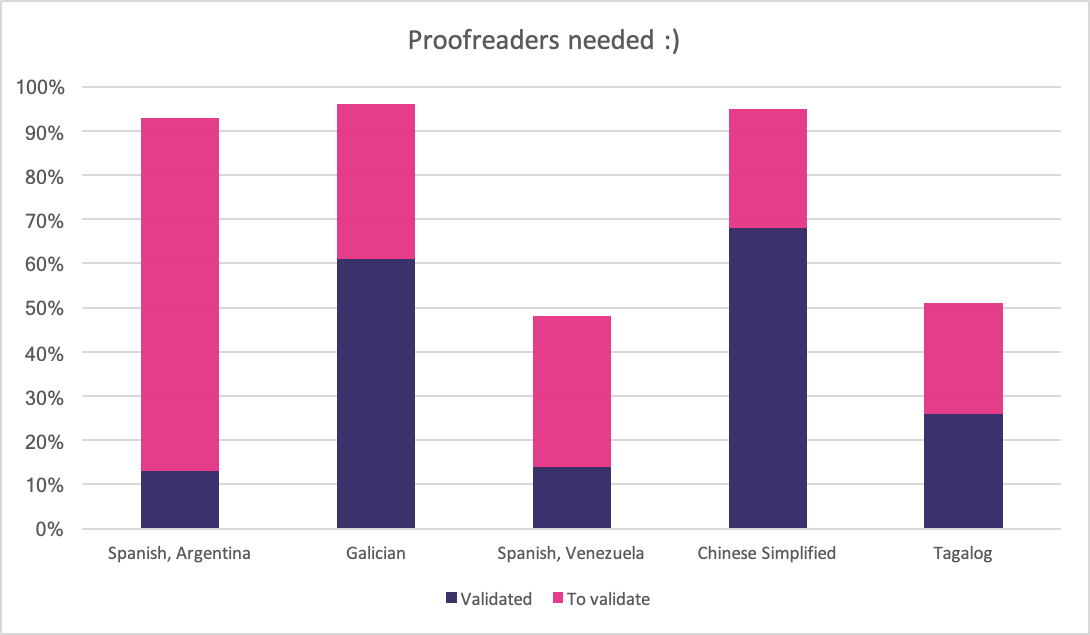 Proofreaders needed :)
100%
90%
80%
70%
60%
50%
40%
30%
20%
10%
0%
Spanish, Argentina
Galician
Spanish, Venezuela
Chinese Simplified
Tagalog
Validated
To validate